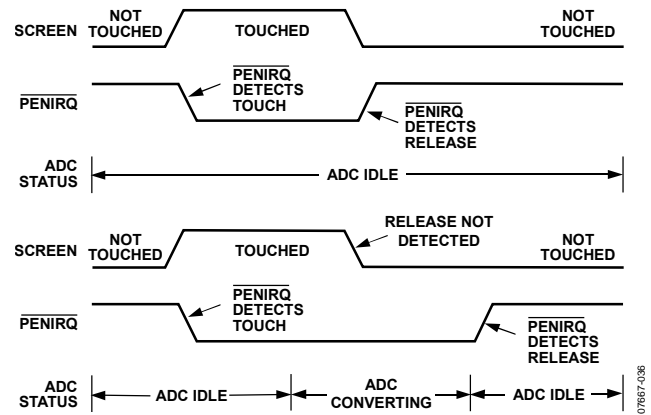 SCREEN
NOT
TOUCHED
TOUCHED
NOT
TOUCHED
PENIRQ
PENIRQ
DETECTS
TOUCH
PENIRQ
DETECTS
RELEASE
ADC
STATUS
ADC IDLE
SCREEN
NOT
TOUCHED
TOUCHED
RELEASE NOT
DETECTED
NOT
TOUCHED
PENIRQ
PENIRQ
DETECTS
TOUCH
PENIRQ
DETECTS
RELEASE
ADC
STATUS
ADC IDLE
ADC
CONVERTING
ADC IDLE
07667-036